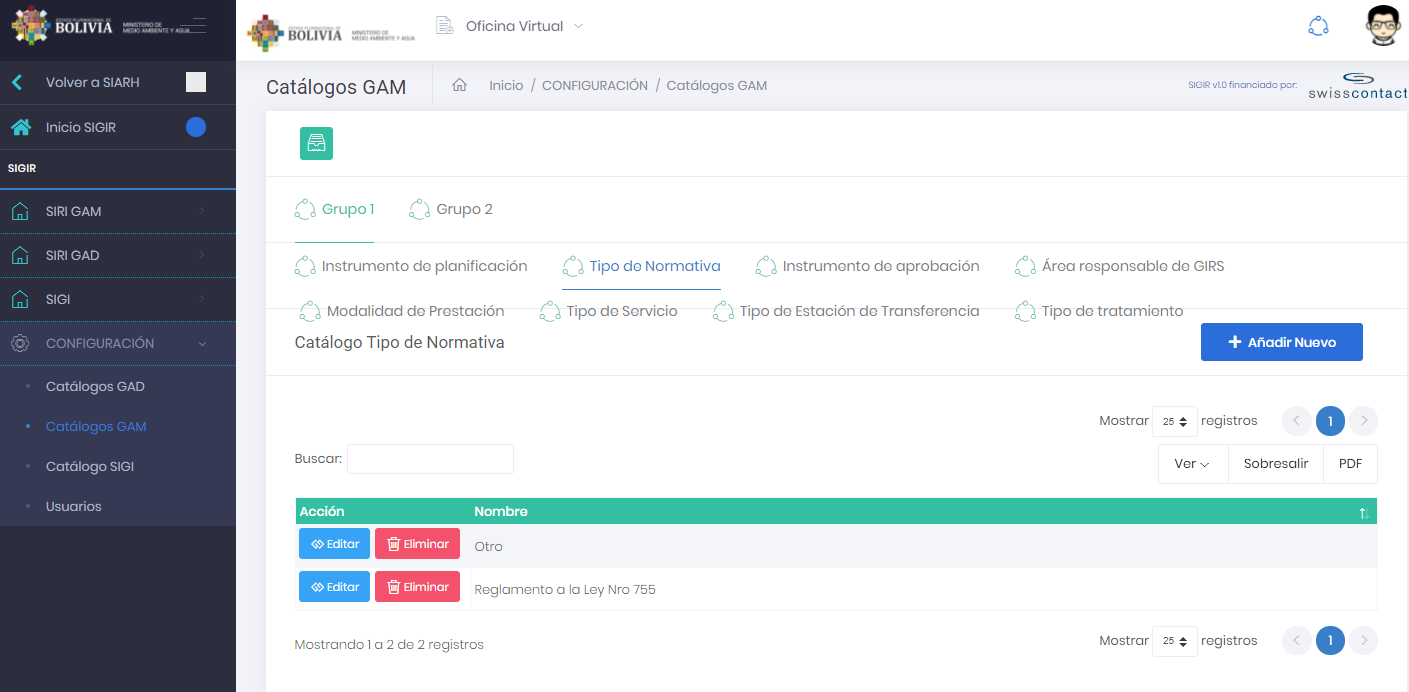 ESTADO PLURINACIONAL DE
BOLIVIA
MINISTERIO DE
MEDIO AMBIENTE Y AGUA
Volver a SIARH
Inicio SIGIR
SIGIR
SIRI GAM
SIRI GAD
SIGI
CONFIGURACIÓN
Catálogos GAD
Catálogos GAM
Catálogo SIGI
Usuarios
ESTADO PLURINACIONAL DE
BOLIVIA
MINISTERIO DE
MEDIO AMBIENTE Y AGUA
Oficina Virtual
Catálogos GAM
Inicio / CONFIGURACIÓN / Catálogos GAM
SIGIR v1.0 financiado por:
swisscontact
Grupo 1 Grupo 2
Instrumento de planificación Tipo de Normativa Instrumento de aprobación Área responsable de GIRS
Modalidad de Prestación Tipo de Servicio Tipo de Estación de Transferencia Tipo de tratamiento
Catálogo Tipo de Normativa
Añadir Nuevo
Mostrar 25 registros 1
Buscar:
Ver Sobresalir PDF
Acción Nombre
Editar Eliminar Otro
Editar Eliminar Reglamento a la Ley Nro 755
Mostrando 1 a 2 de 2 registros
Mostrar 25 registros 1